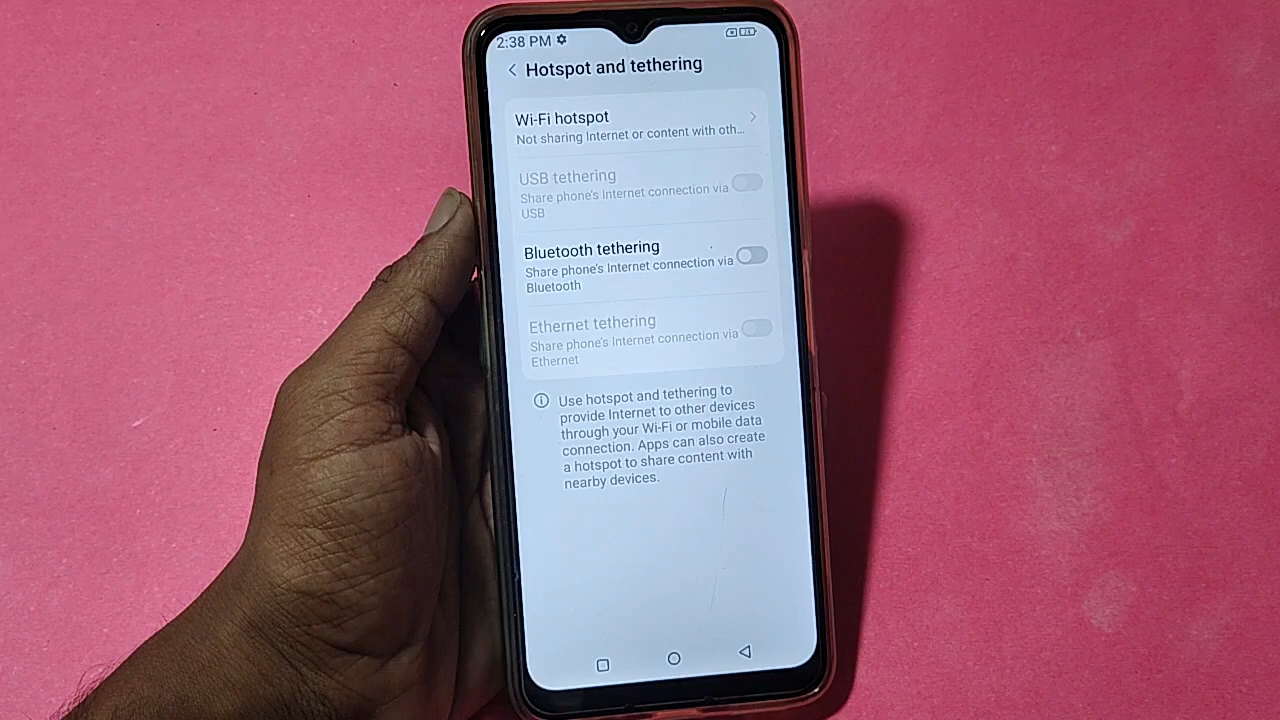 2:38 PM
Hotspot and tethering
Wi-Fi hotspot
Not sharing Internet or content with oth...
USB tethering
Share phone's Internet connection via
USB
Bluetooth tethering
Share phone's Internet connection via
Bluetooth
Ethernet tethering
Share phone's Internet connection via
Ethernet
Use hotspot and tethering to
provide Internet to other devices
through your Wi-Fi or mobile data
connection. Apps can also create
a hotspot to share content with
nearby devices.